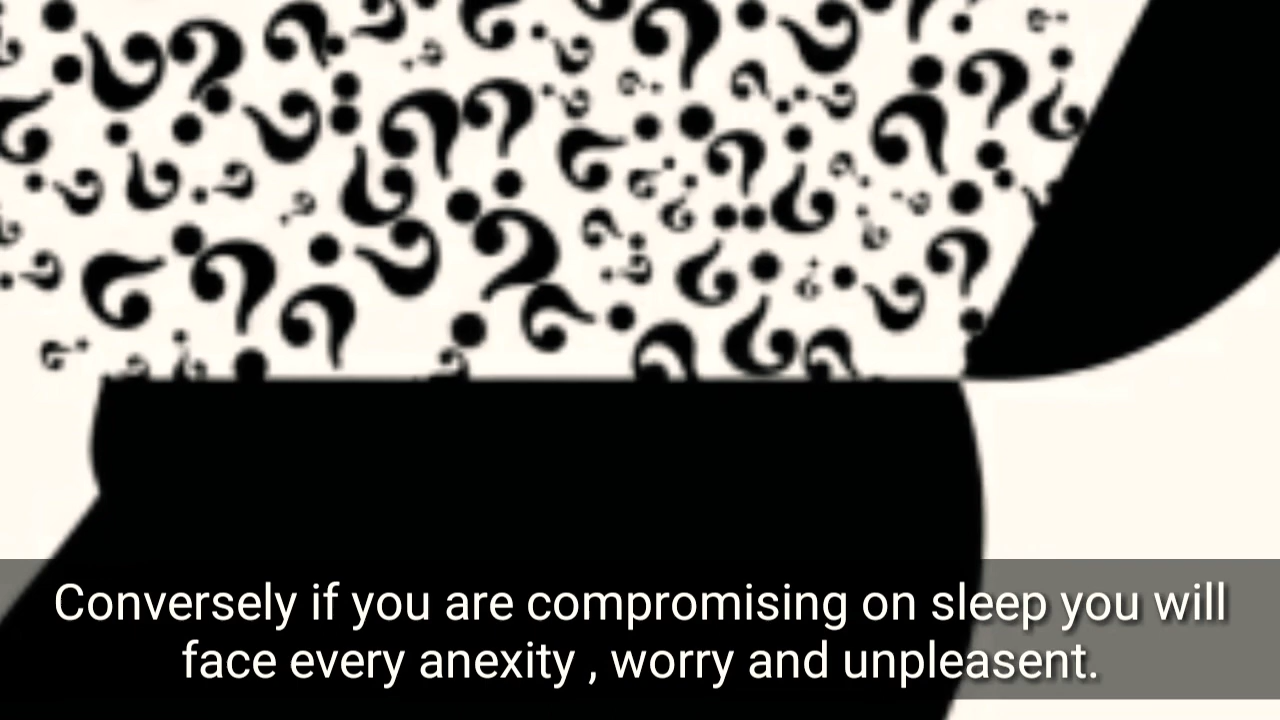 Conversely if you are compromising on sleep you will
face every anexity , worry and unpleasent.